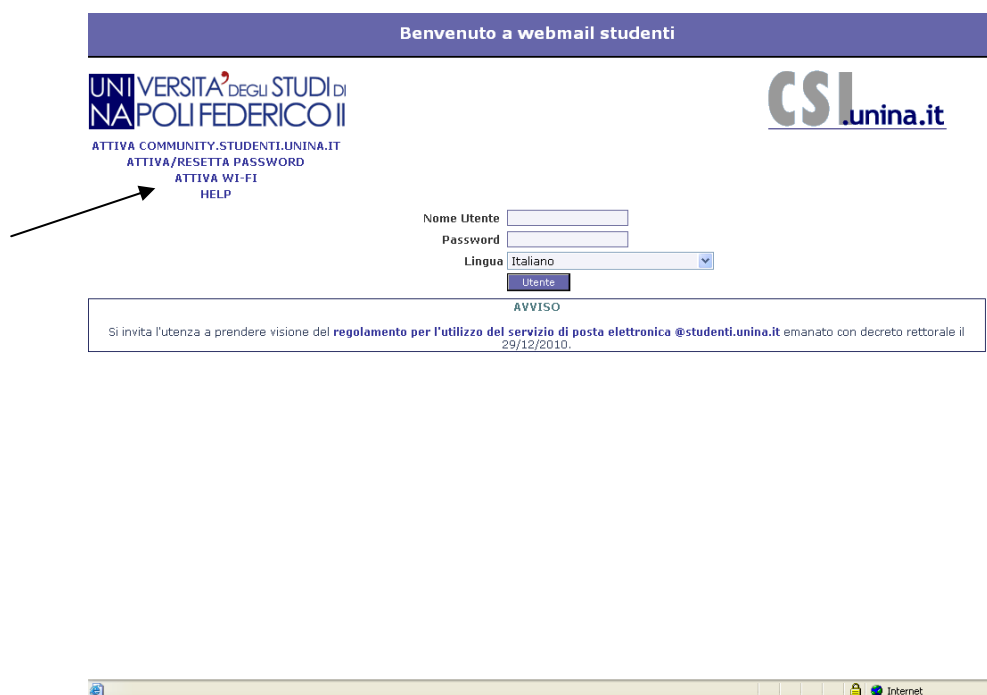 Benvenuto a webmail studenti
UNIVERSITA' DEGLI STUDI DI
NAPOLI FEDERICO II
CSI.unina.it
ATTIVA COMMUNITY.STUDENTI.UNINA.IT
ATTIVA/RESETTA PASSWORD
ATTIVA WI-FI
HELP
Nome Utente
Password
Lingua Italiano
Utente
AVVISO
Si invita l'utenza a prendere visione del regolamento per l'utilizzo del servizio di posta elettronica @studenti.unina.it emanato con decreto rettorale il
29/12/2010.
Internet